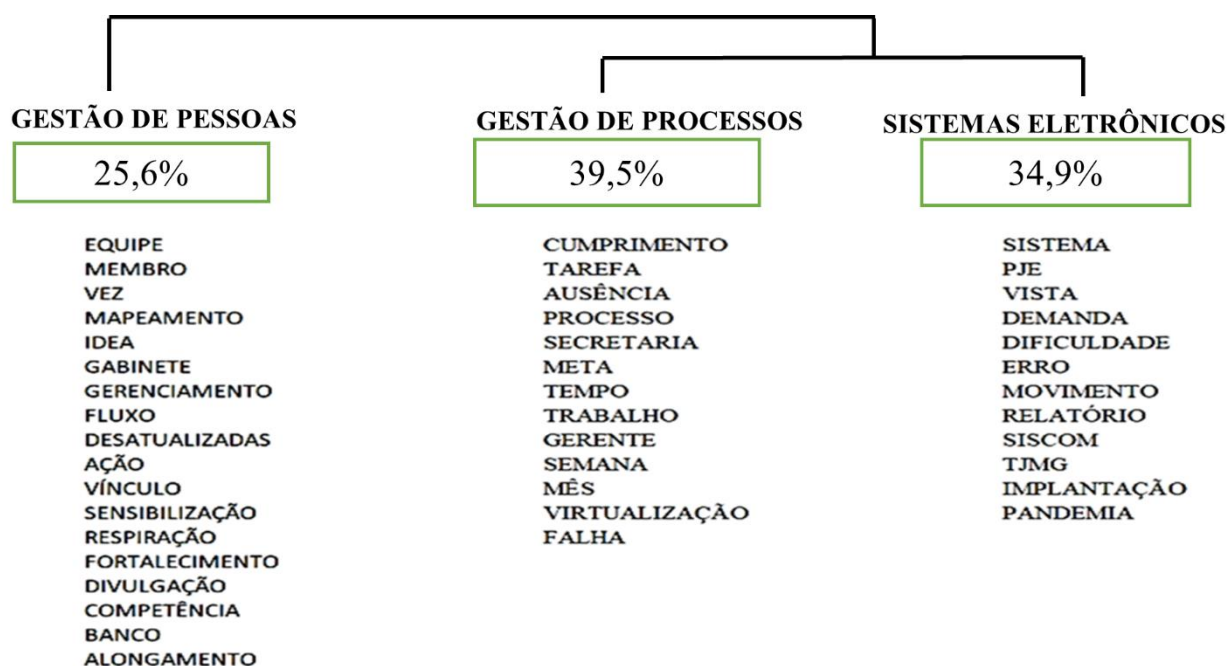 GESTÃO DE PESSOAS
25,6%
EQUIPE
MEMBRO
VEZ
MAPEAMENTO
IDEA
GABINETE
GERENCIAMENTO
FLUXO
DESATUALIZADAS
AÇÃO
VÍNCULO
SENSIBILIZAÇÃO
RESPIRAÇÃO
FORTALECIMENTO
DIVULGAÇÃO
COMPETÊNCIA
BANCO
ALONGAMENTO
GESTÃO DE PROCESSOS
39,5%
CUMPRIMENTO
TAREFA
AUSÊNCIA
PROCESSO
SECRETARIA
META
TEMPO
TRABALHO
GERENTE
SEMANA
MÊS
VIRTUALIZAÇÃO
FALHA
SISTEMAS ELETRÔNICOS
34,9%
SISTEMA
PJE
VISTA
DEMANDA
DIFICULDADE
ERRO
MOVIMENTO
RELATÓRIO
SISCOM
TJMG
IMPLANTAÇÃO
PANDEMIA